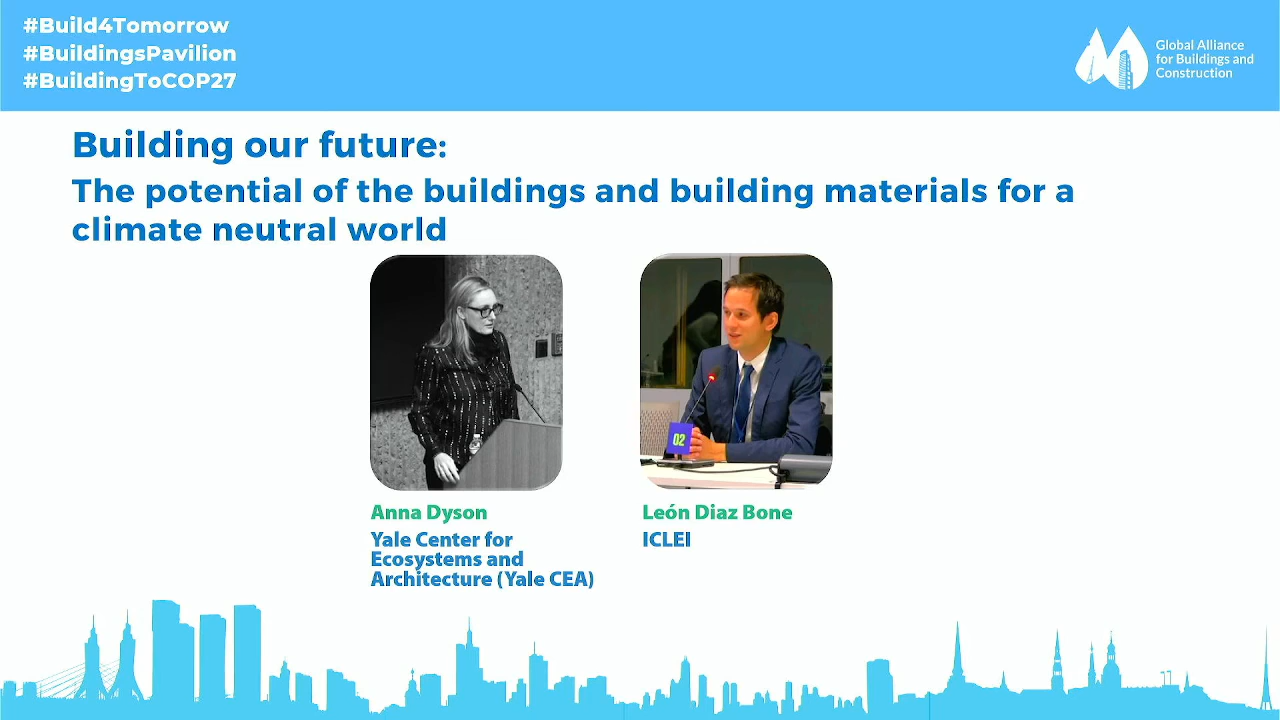 #Build4Tomorrow
#BuildingsPavilion
#BuildingToCOP27
Global Alliance
for Buildings and
Construction
Building our future:
The potential of the buildings and building materials for a
climate neutral world
02
Anna Dyson
Yale Center for
Ecosystems and
Architecture (Yale CEA)
León Diaz Bone
ICLEI